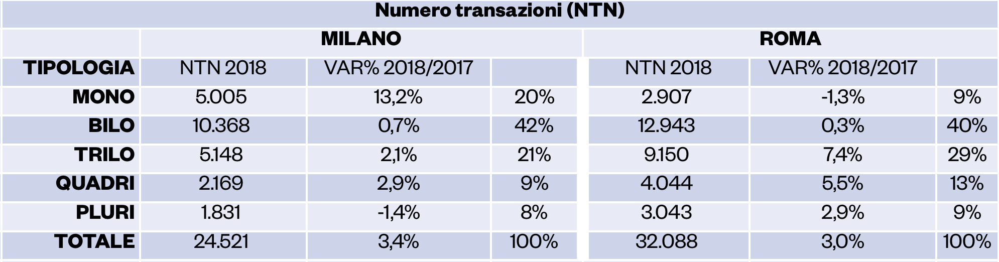 Numero transazioni (NTN)
MILANO ROMA
TIPOLOGIA NTN 2018 VAR% 2018/2017 NTN 2018 VAR% 2018/2017
MONO 5.005 13,2% 20% 2.907 -1,3% 9%
BILO 10.368 0,7% 42% 12.943 0,3% 40%
TRILO 5.148 2,1% 21% 9.150 7,4% 29%
QUADRI 2.169 2,9% 9% 4.044 5,5% 13%
PLURI 1.831 -1,4% 8% 3.043 2,9% 9%
TOTALE 24.521 3,4% 100% 32.088 3,0% 100%